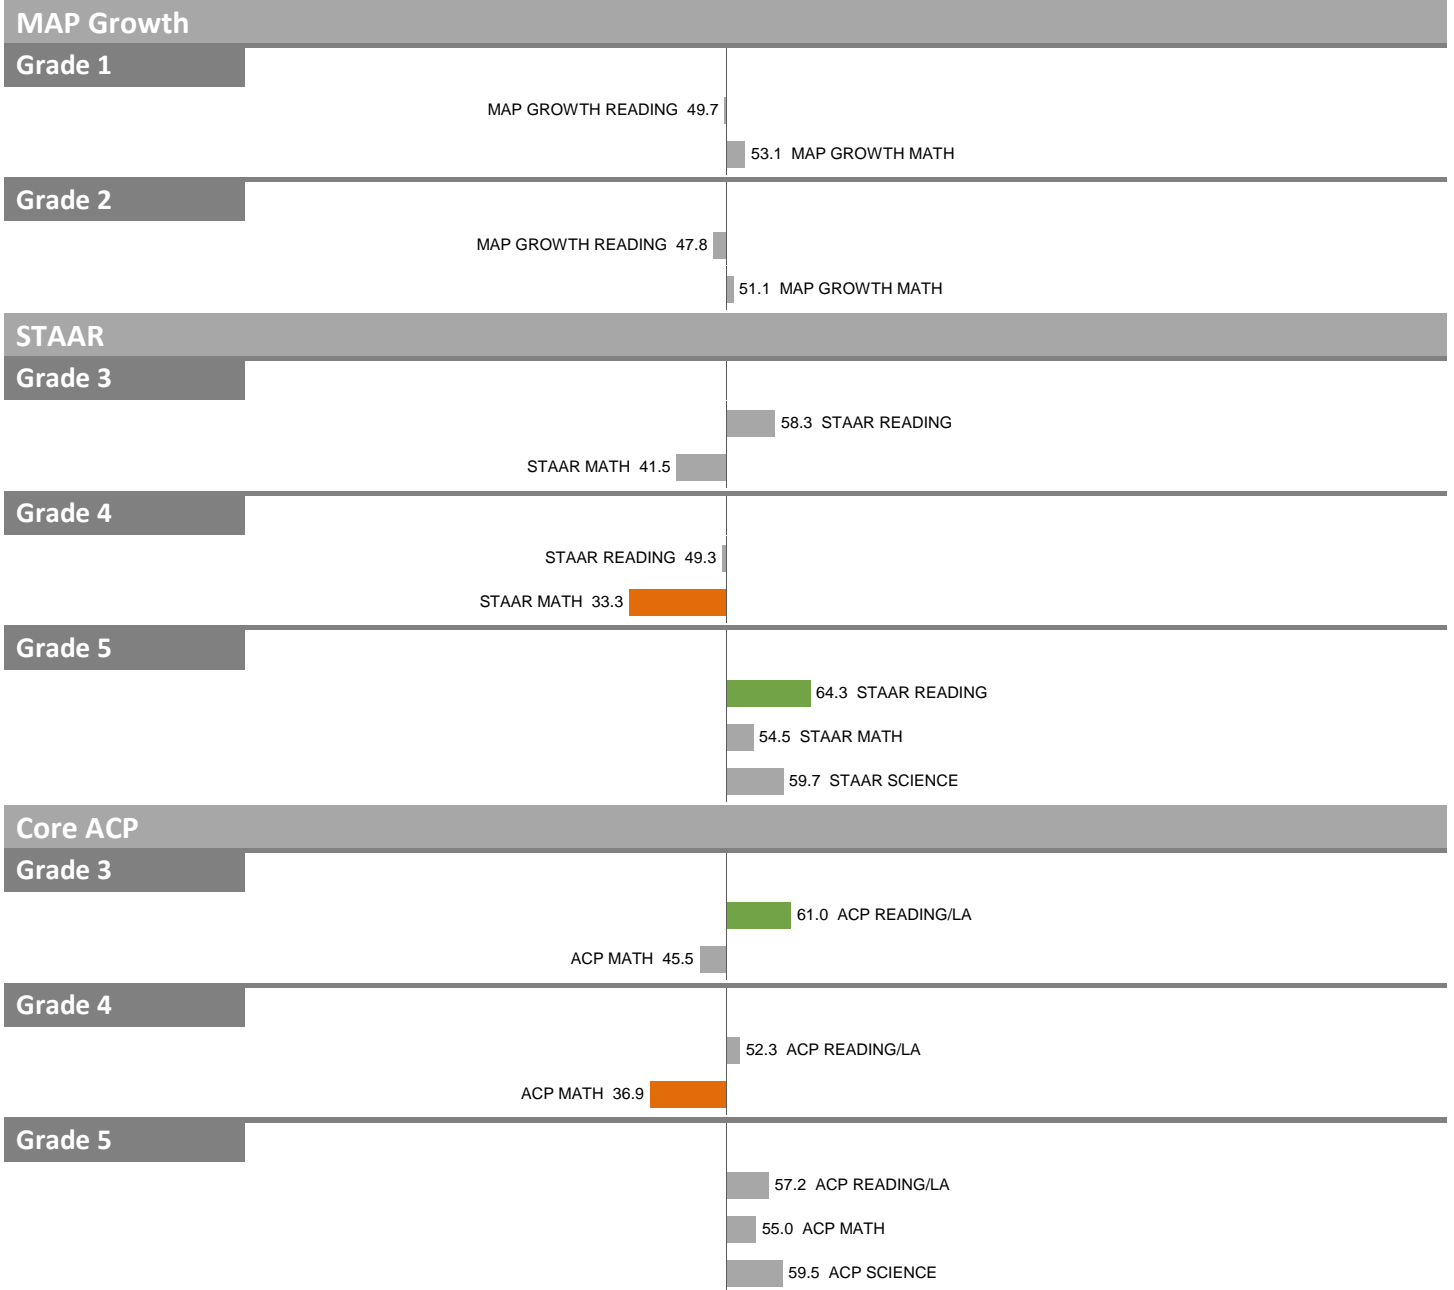 MAP Growth
Grade 1
MAP GROWTH READING 49.7
53.1 MAP GROWTH MATH
Grade 2
MAP GROWTH READING 47.8
51.1 MAP GROWTH MATH
STAAR
Grade 3
58.3 STAAR READING
STAAR MATH 41.5
Grade 4
STAAR READING 49.3
STAAR MATH 33.3
Grade 5
64.3 STAAR READING
54.5 STAAR MATH
59.7 STAAR SCIENCE
Core ACP
Grade 3
61.0 ACP READING/LA
ACP MATH 45.5
Grade 4
52.3 ACP READING/LA
ACP MATH 36.9
Grade 5
57.2 ACP READING/LA
55.0 ACP MATH
59.5 ACP SCIENCE